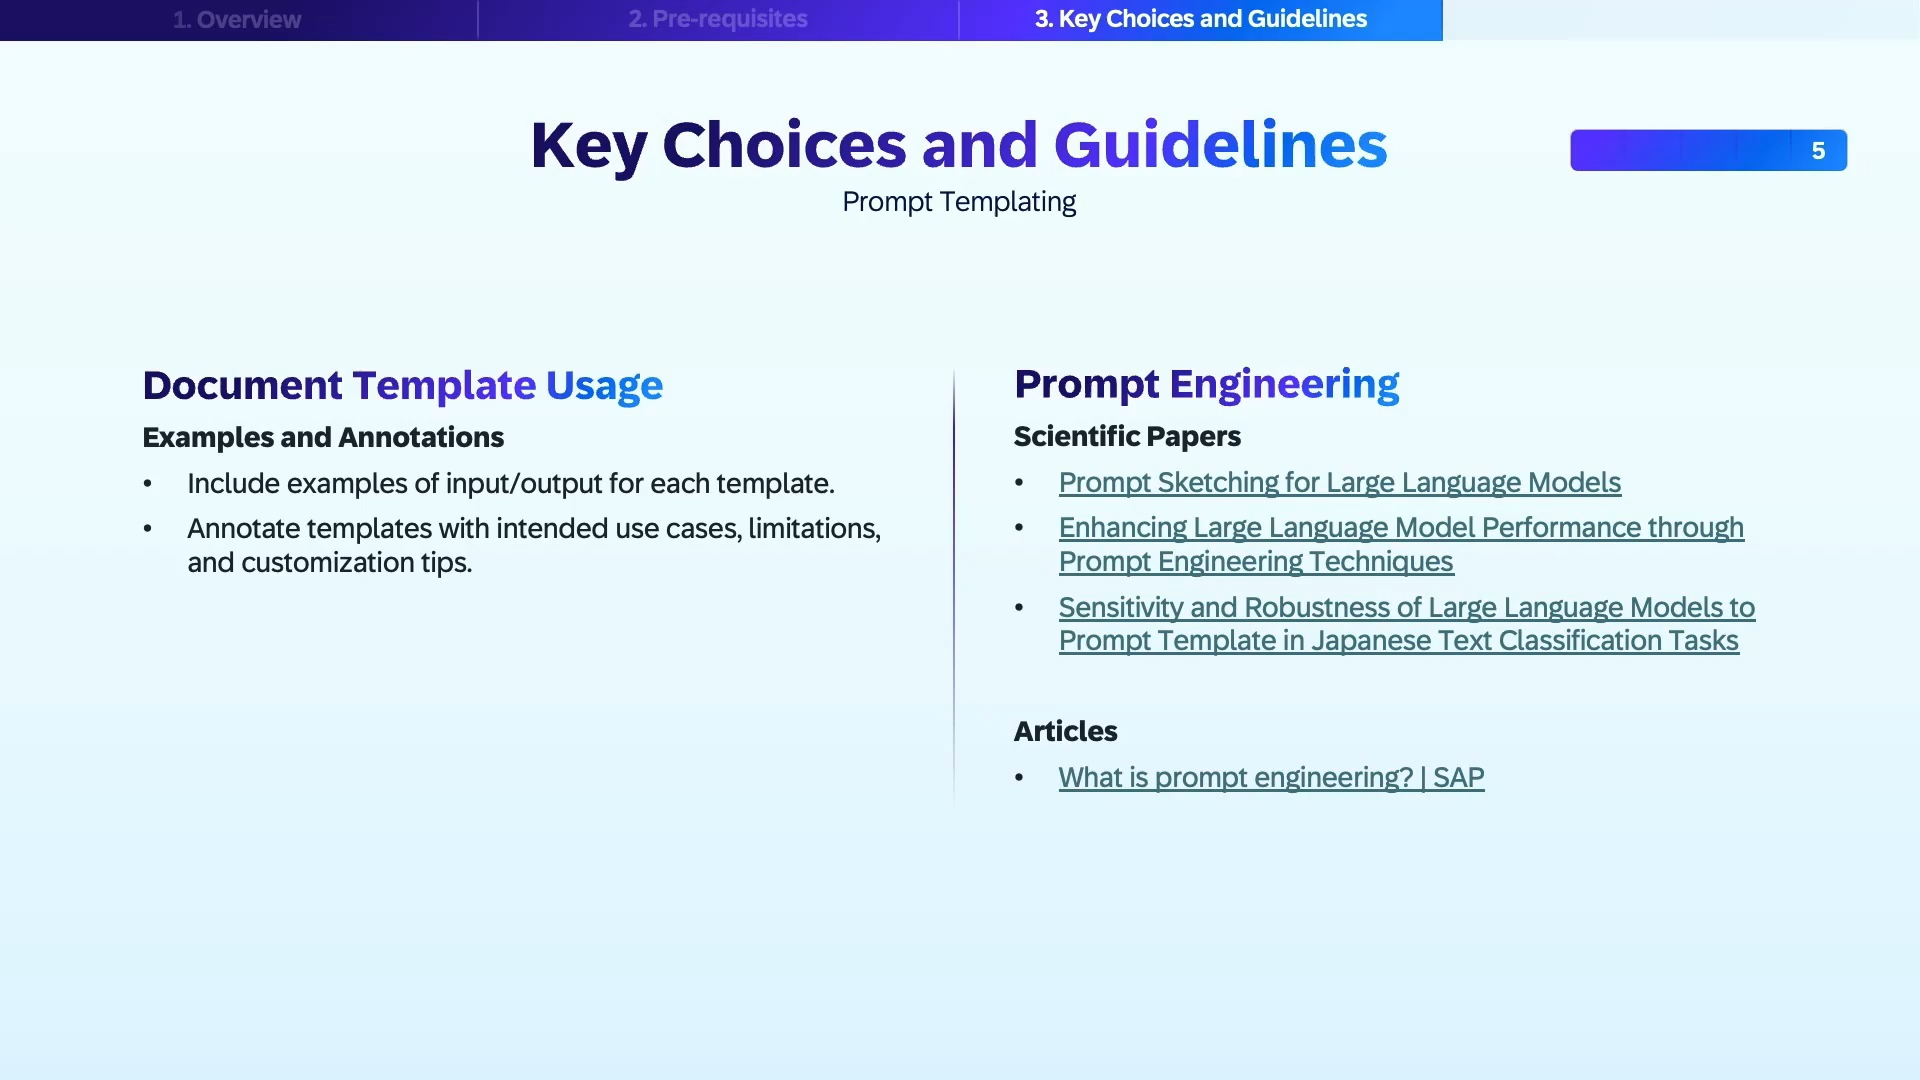 1. Overview
2. Pre-requisites
3. Key Choices and Guidelines
Key Choices and Guidelines
5
Prompt Templating
Document Template Usage
Examples and Annotations
• Include examples of input/output for each template.
• Annotate templates with intended use cases, limitations,
and customization tips.
Prompt Engineering
Scientific Papers
• Prompt Sketching for Large Language Models
• Enhancing Large Language Model Performance through
Prompt Engineering Techniques
• Sensitivity and Robustness of Large Language Models to
Prompt Template in Japanese Text Classification Tasks
Articles
• What is prompt engineering? | SAP